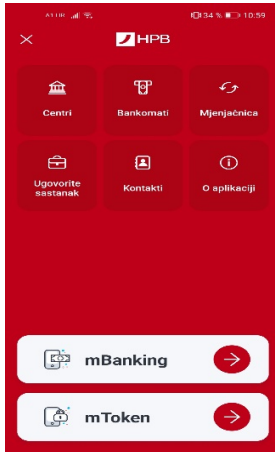 34 % 10:59
HPB
Centri Bankomati Mjenjačnica
Ugovorite
sastanak
Kontakti O aplikaciji
mBanking
mToken